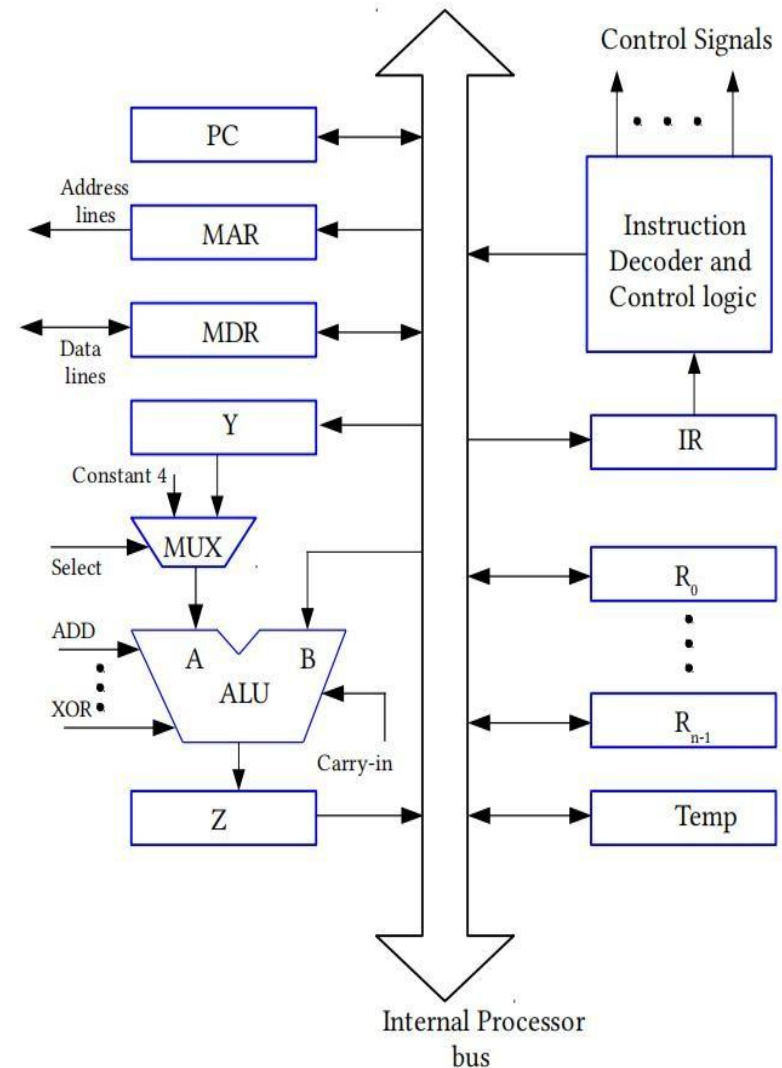 Control Signals
PC
Address
lines
MAR
Instruction
Decoder and
Control logic
MDR
Data
lines
Y
IR
Constant 4
MUX
Select
R₀
ADD
A
B
ALU
XOR
Rₙ₋₁
Carry-in
Z
Temp
Internal Processor
bus